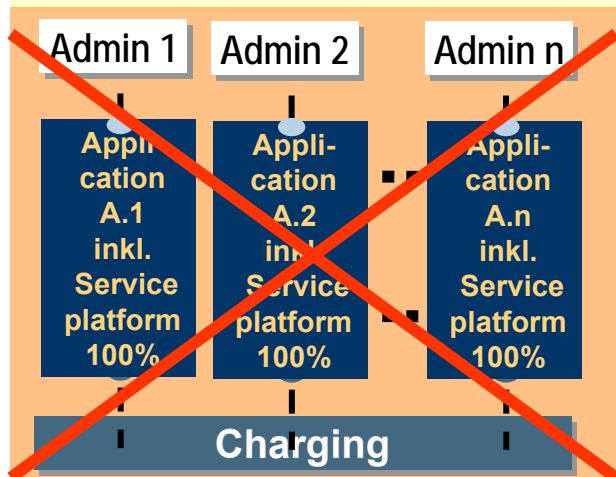 Admin 1
Admin 2
Admin n
Appli-
cation
A.1
inkl.
Service
platform
100%
Appli-
cation
A.2
inkl.
Service
platform
100%
Appli-
cation
A.n
inkl.
Service
platform
100%
Charging